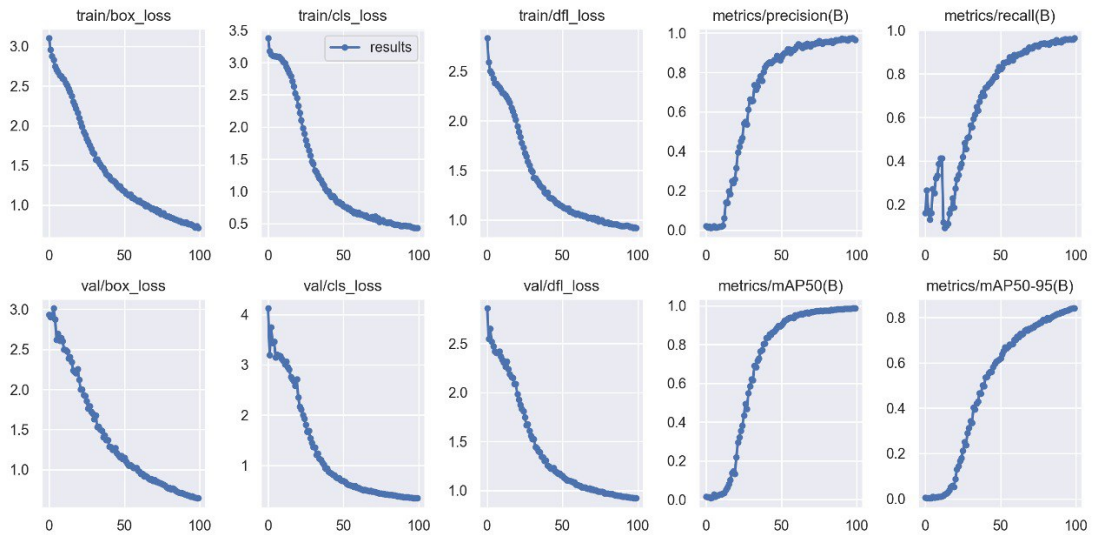 train/box_loss
train/cls_loss
train/dfl_loss
metrics/precision(B)
metrics/recall(B)
results
3.0
2.5
2.0
1.5
1.0
0 50 100
3.5
3.0
2.5
2.0
1.5
1.0
0.5
0 50 100
2.5
2.0
1.5
1.0
0 50 100
1.0
0.8
0.6
0.4
0.2
0.0
0 50 100
1.0
0.8
0.6
0.4
0.2
0 50 100
val/box_loss
val/cls_loss
val/dfl_loss
metrics/mAP50(B)
metrics/mAP50-95(B)
3.0
2.5
2.0
1.5
1.0
0 50 100
4
3
2
1
0 50 100
2.5
2.0
1.5
1.0
0 50 100
1.0
0.8
0.6
0.4
0.2
0.0
0 50 100
0.8
0.6
0.4
0.2
0.0
0 50 100